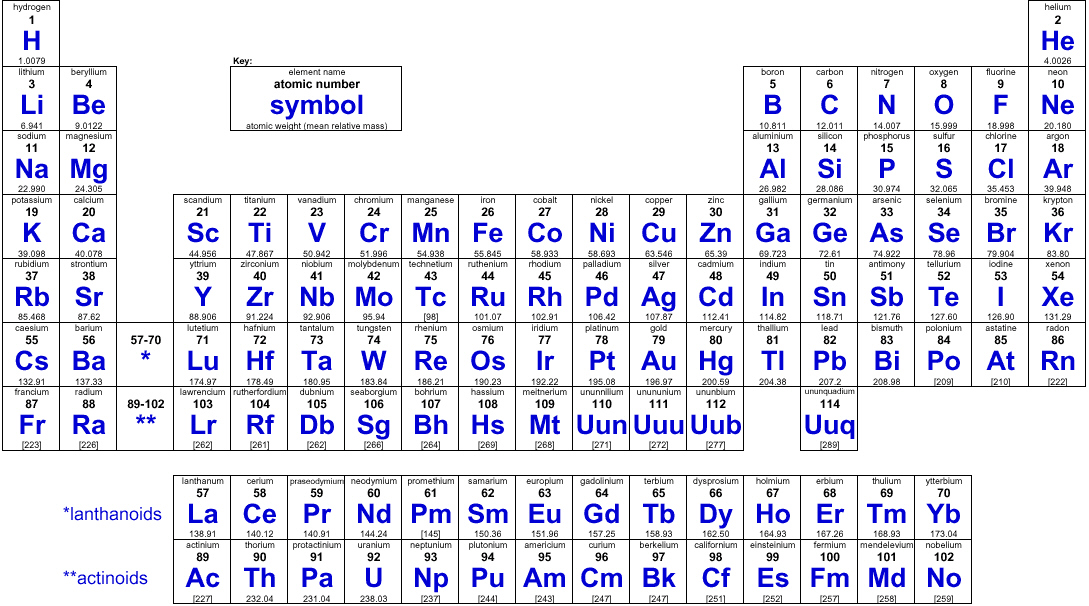 hydrogen helium
1 2
H He
1.0079 Key: 4.0026
lithium beryllium element name boron carbon nitrogen oxygen fluorine neon
3 4 atomic number 5 6 7 8 9 10
Li Be symbol B C N O F Ne
6.941 9.0122 atomic weight (mean relative mass) 10.811 12.011 14.007 15.999 18.998 20.180
sodium magnesium aluminium silicon phosphorus sulfur chlorine argon
11 12 13 14 15 16 17 18
Na Mg Al Si P S Cl Ar
22.990 24.305 26.982 28.086 30.974 32.065 35.453 39.948
potassium calcium scandium titanium vanadium chromium manganese iron cobalt nickel copper zinc gallium germanium arsenic selenium bromine krypton
19 20 21 22 23 24 25 26 27 28 29 30 31 32 33 34 35 36
K Ca Sc Ti V Cr Mn Fe Co Ni Cu Zn Ga Ge As Se Br Kr
39.098 40.078 44.956 47.867 50.942 51.996 54.938 55.845 58.933 58.693 63.546 65.39 69.723 72.61 74.922 78.96 79.904 83.80
rubidium strontium yttrium zirconium niobium molybdenum technetium ruthenium rhodium palladium silver cadmium indium tin antimony tellurium iodine xenon
37 38 39 40 41 42 43 44 45 46 47 48 49 50 51 52 53 54
Rb Sr Y Zr Nb Mo Tc Ru Rh Pd Ag Cd In Sn Sb Te I Xe
85.468 87.62 88.906 91.224 92.906 95.94 [98] 101.07 102.91 106.42 107.87 112.41 114.82 118.71 121.76 127.60 126.90 131.29
caesium barium lutetium hafnium tantalum tungsten rhenium osmium iridium platinum gold mercury thallium lead bismuth polonium astatine radon
55 56 57-70 71 72 73 74 75 76 77 78 79 80 81 82 83 84 85 86
Cs Ba * Lu Hf Ta W Re Os Ir Pt Au Hg Tl Pb Bi Po At Rn
132.91 137.33 174.97 178.49 180.95 183.84 186.21 190.23 192.22 195.08 196.97 200.59 204.38 207.2 208.98 [209] [210] [222]
francium radium lawrencium rutherfordium dubnium seaborgium bohrium hassium meitnerium ununnilium unununium ununbium ununquadium
87 88 89-102 103 104 105 106 107 108 109 110 111 112 114
Fr Ra ** Lr Rf Db Sg Bh Hs Mt Uun Uuu Uub Uuq
[223] [226] [262] [261] [262] [266] [264] [269] [268] [271] [272] [277] [289]
lanthanum cerium praseodymium neodymium promethium samarium europium gadolinium terbium dysprosium holmium erbium thulium ytterbium
57 58 59 60 61 62 63 64 65 66 67 68 69 70
*lanthanoids La Ce Pr Nd Pm Sm Eu Gd Tb Dy Ho Er Tm Yb
138.91 140.12 140.91 144.24 [145] 150.36 151.96 157.25 158.93 162.50 164.93 167.26 168.93 173.04
actinium thorium protactinium uranium neptunium plutonium americium curium berkelium californium einsteinium fermium mendelevium nobelium
89 90 91 92 93 94 95 96 97 98 99 100 101 102
**actinoids Ac Th Pa U Np Pu Am Cm Bk Cf Es Fm Md No
[227] 232.04 231.04 238.03 [237] [244] [243] [247] [247] [251] [252] [257] [258] [259]